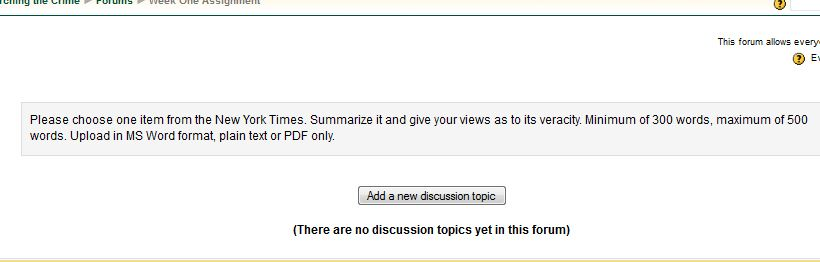 rching the Crime ► Forums ► Week One Assignment
This forum allows every
Ev
Please choose one item from the New York Times. Summarize it and give your views as to its veracity. Minimum of 300 words, maximum of 500
words. Upload in MS Word format, plain text or PDF only.
Add a new discussion topic
(There are no discussion topics yet in this forum)